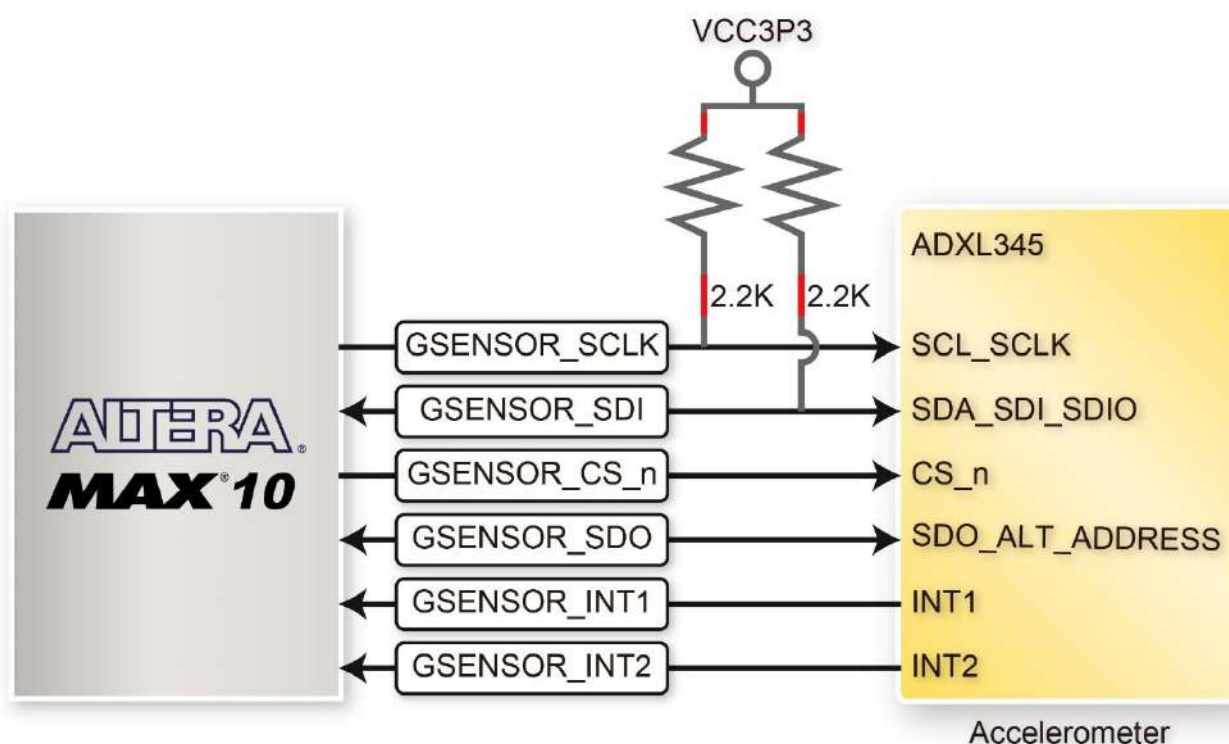 VCC3P3
2.2K 2.2K
ALTERA®
MAX® 10
GSENSOR_SCLK
GSENSOR_SDI
GSENSOR_CS_n
GSENSOR_SDO
GSENSOR_INT1
GSENSOR_INT2
ADXL345
SCL_SCLK
SDA_SDI_SDIO
CS_n
SDO_ALT_ADDRESS
INT1
INT2
Accelerometer